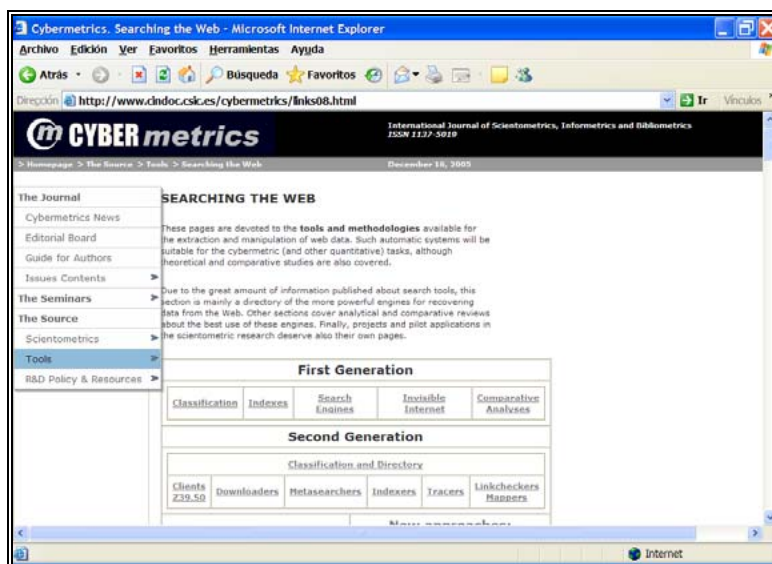 Cybermetrics. Searching the Web - Microsoft Internet Explorer
Archivo Edición Ver Favoritos Herramientas Ayuda
Atrás Búsqueda Favoritos
Dirección http://www.cindoc.csic.es/cybermetrics/links08.html Ir Vínculos
m CYBERmetrics
International Journal of Scientometrics, Informetrics and Bibliometrics
ISSN 1137-5019
> Homepage > The Source > Tools > Searching the Web December 18, 2005
The Journal
Cybermetrics News
Editorial Board
Guide for Authors
Issues Contents
The Seminars
The Source
Scientometrics
Tools
R&D Policy & Resources
SEARCHING THE WEB
These pages are devoted to the tools and methodologies available for
the extraction and manipulation of web data. Such automatic systems will be
suitable for the cybermetric (and other quantitative) tasks, although
theoretical and comparative studies are also covered.
Due to the great amount of information published about search tools, this
section is mainly a directory of the more powerful engines for recovering
data from the Web. Other sections cover analytical and comparative reviews
about the best use of these engines. Finally, projects and pilot applications in
the scientometric research deserve also their own pages.
First Generation
Classification Indexes Search Engines Invisible Internet Comparative Analyses
Second Generation
Classification and Directory
Clients Z39.50 Downloaders Metasearchers Indexers Tracers Linkcheckers Mappers
New approaches:
Internet